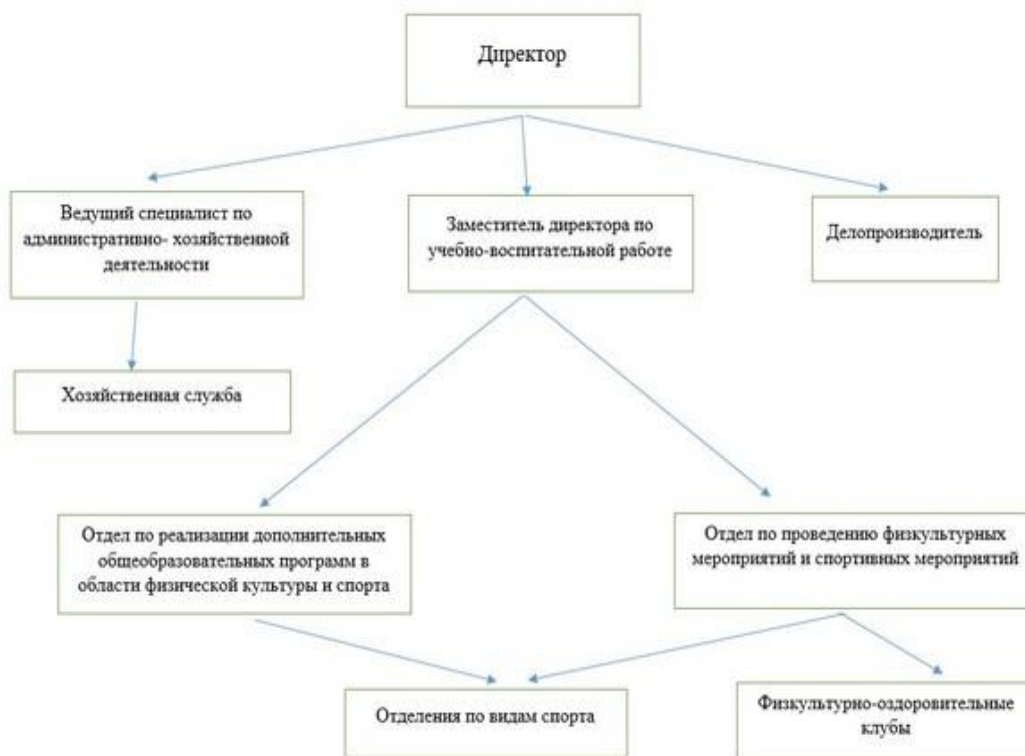 Директор
Ведущий специалист по
административно- хозяйственной
деятельности
Заместитель директора по
учебно-воспитательной работе
Делопроизводитель
Хозяйственная служба
Отдел по реализации дополнительных
общеобразовательных программ в
области физической культуры и спорта
Отдел по проведению физкультурных
мероприятий и спортивных мероприятий
Отделения по видам спорта
Физкультурно-оздоровительные
клубы